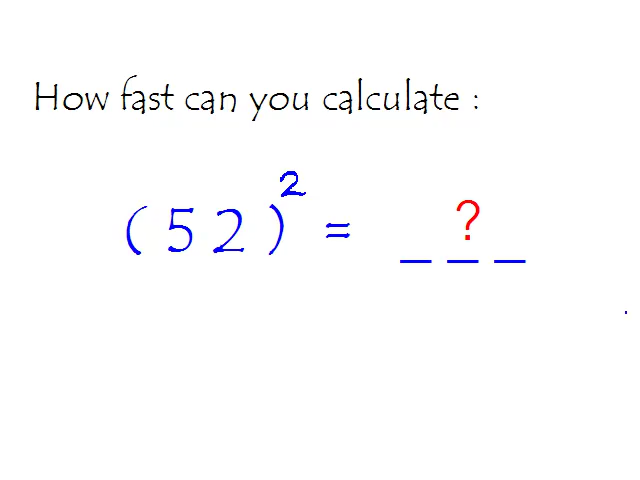 How fast can you calculate :
( 5 2 )² = _ _ _
?